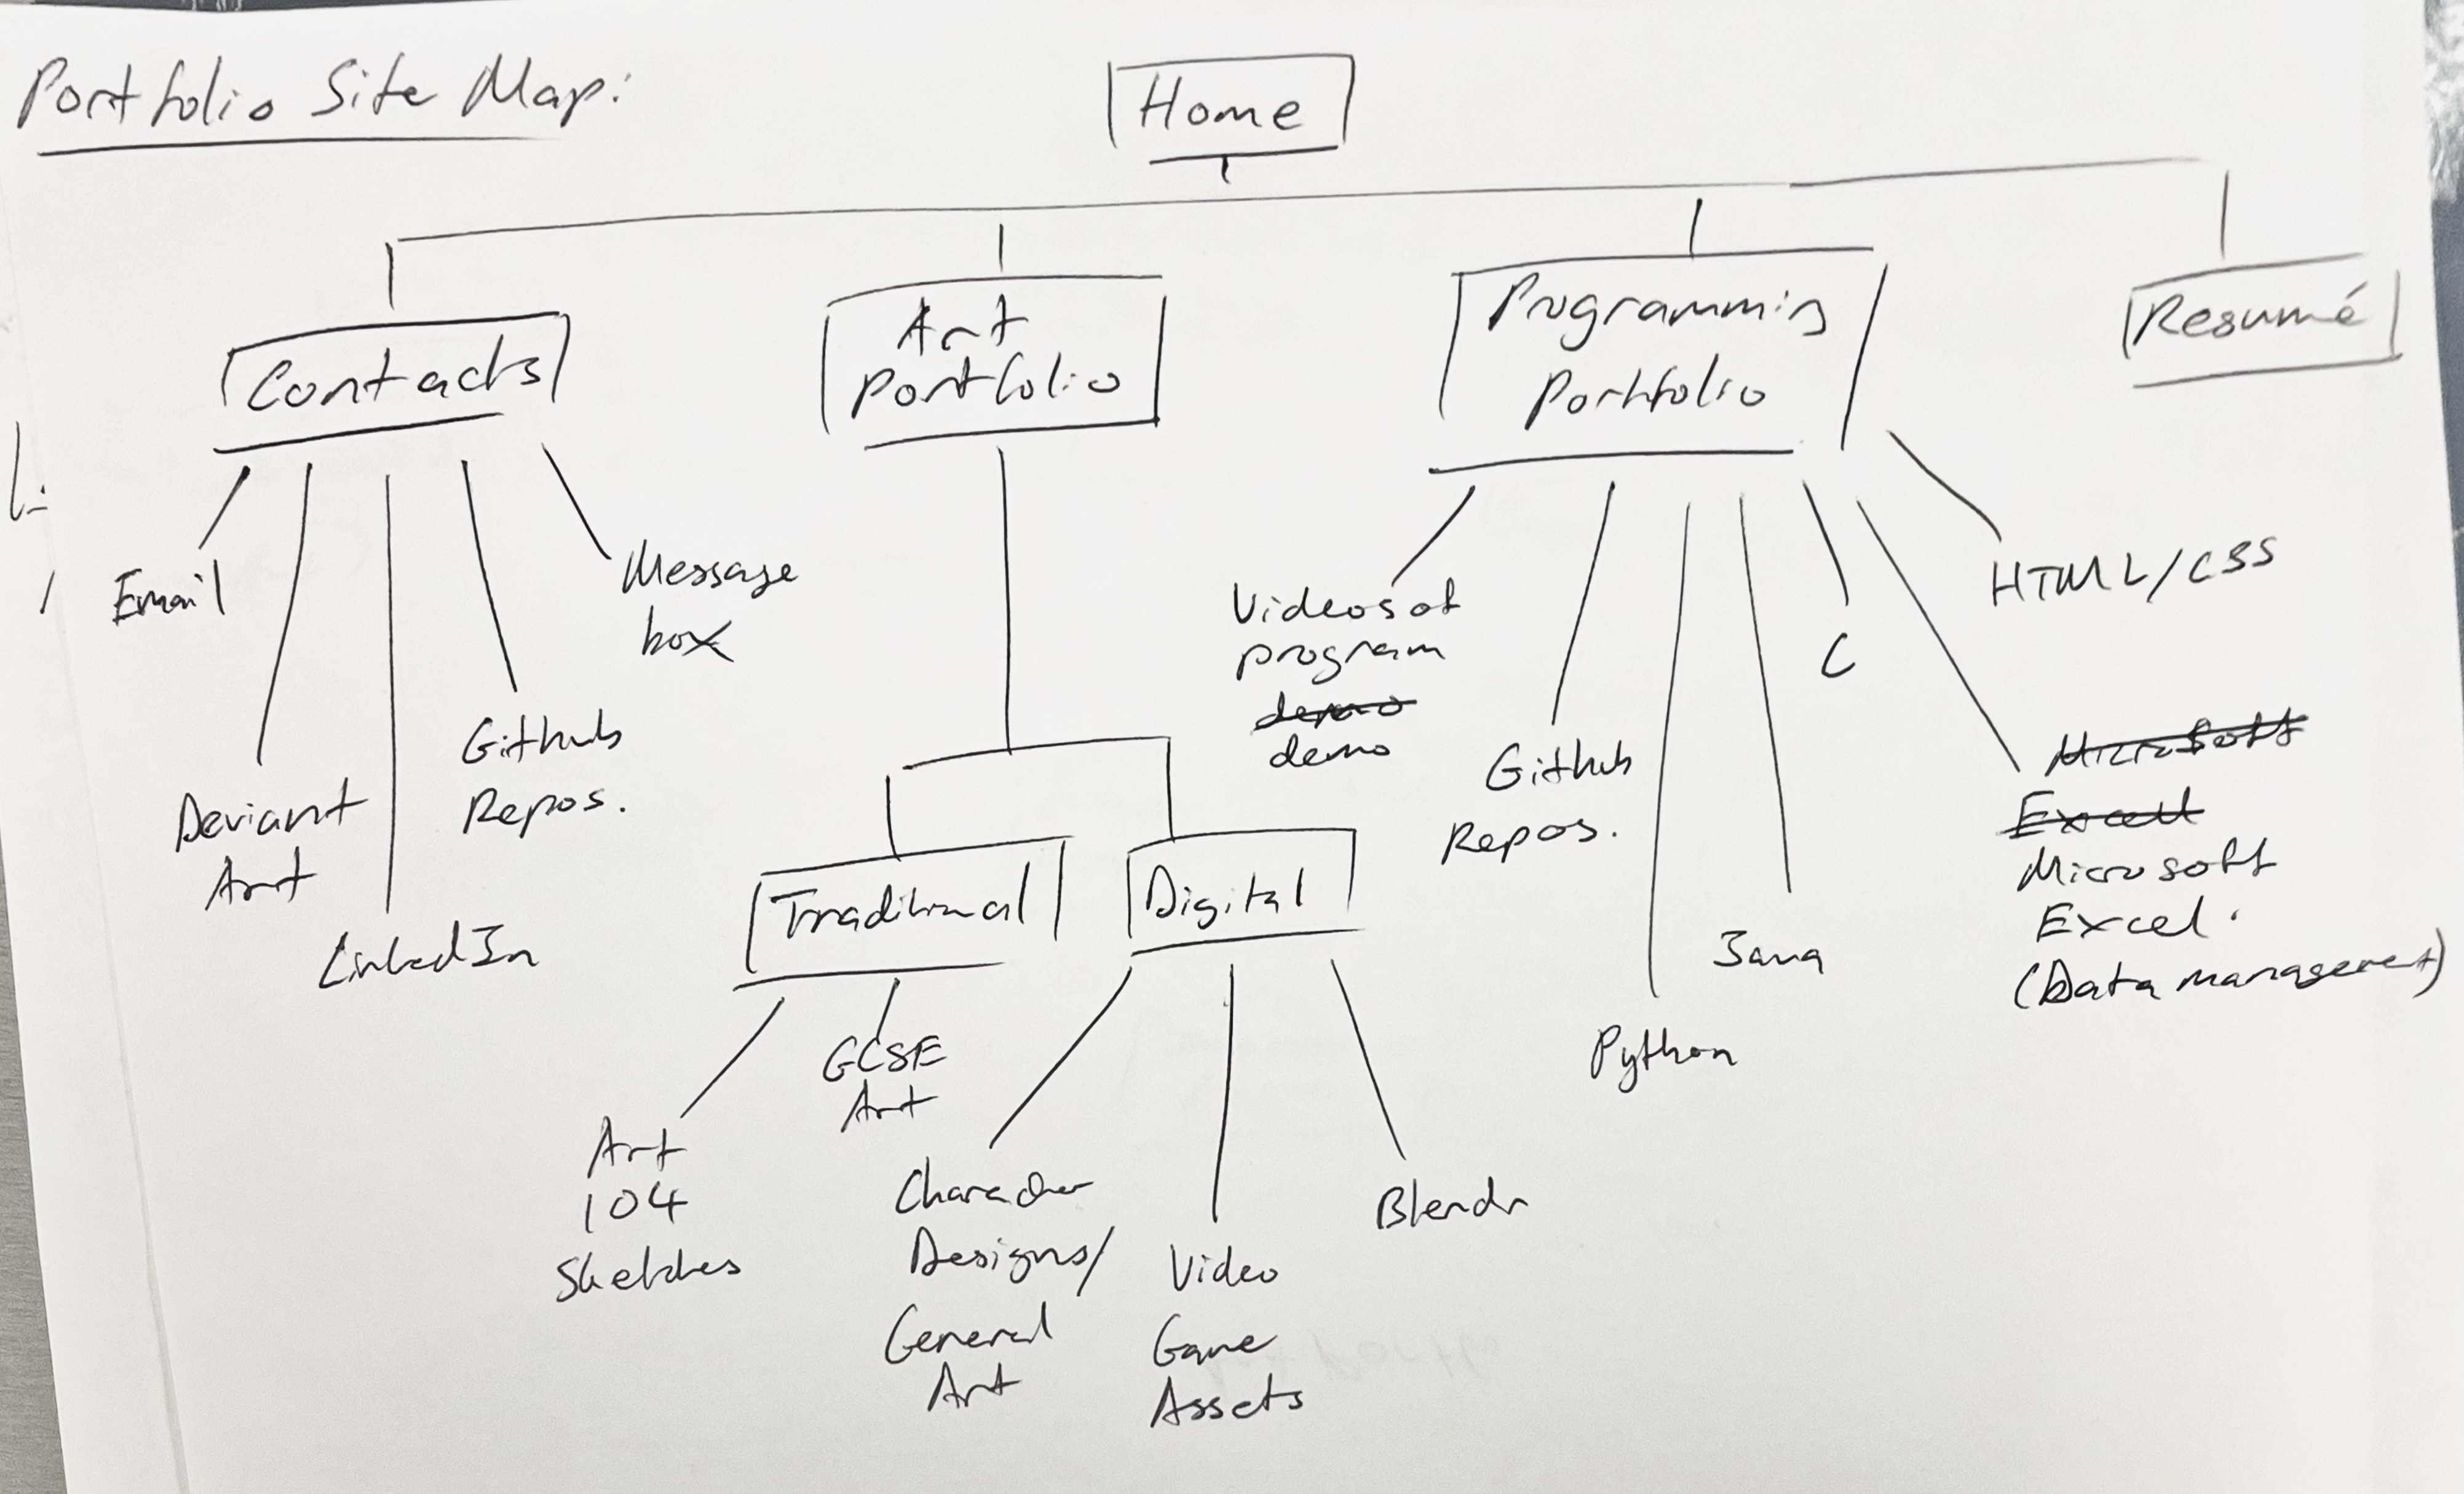 Portfolio Site Map:
Home
Contacts
Art
Portfolio
Programming
Portfolio
Resumé
Email
Deviant
Art
LinkedIn
Github
Repos.
Message
box
Traditional
Digital
Art
104
Sketches
GCSE
Art
Character
Designs/
General
Art
Video
Game
Assets
Blendr
Videos of
program
demo
demo
Github
Repos.
Python
Java
C
Microsoft
Excell
Microsoft
Excel.
(Data management)
HTML/CSS